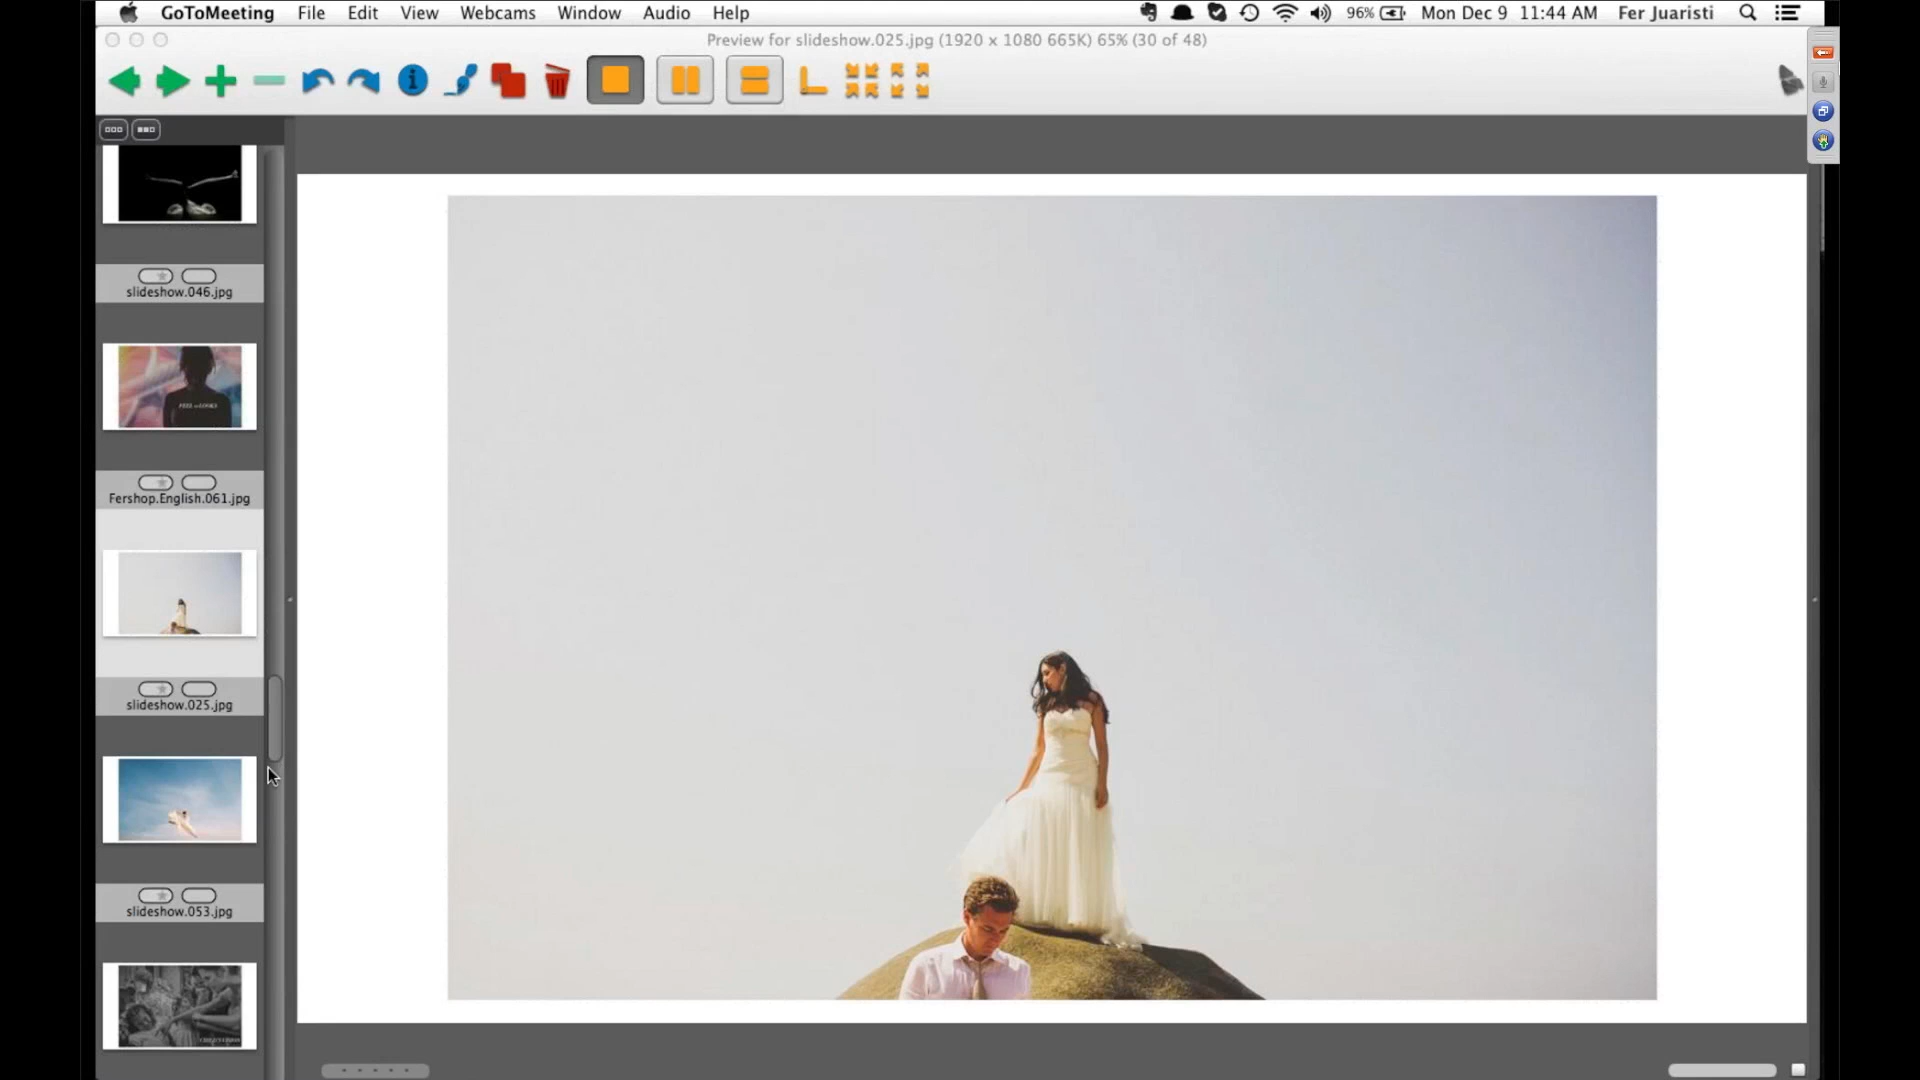 GoToMeeting File Edit View Webcams Window Audio Help 96% Mon Dec 9 11:44 AM Fer Juaristi
Preview for slideshow.025.jpg (1920 x 1080 665K) 65% (30 of 48)
slideshow.046.jpg
Fershop.English.061.jpg
slideshow.025.jpg
slideshow.053.jpg